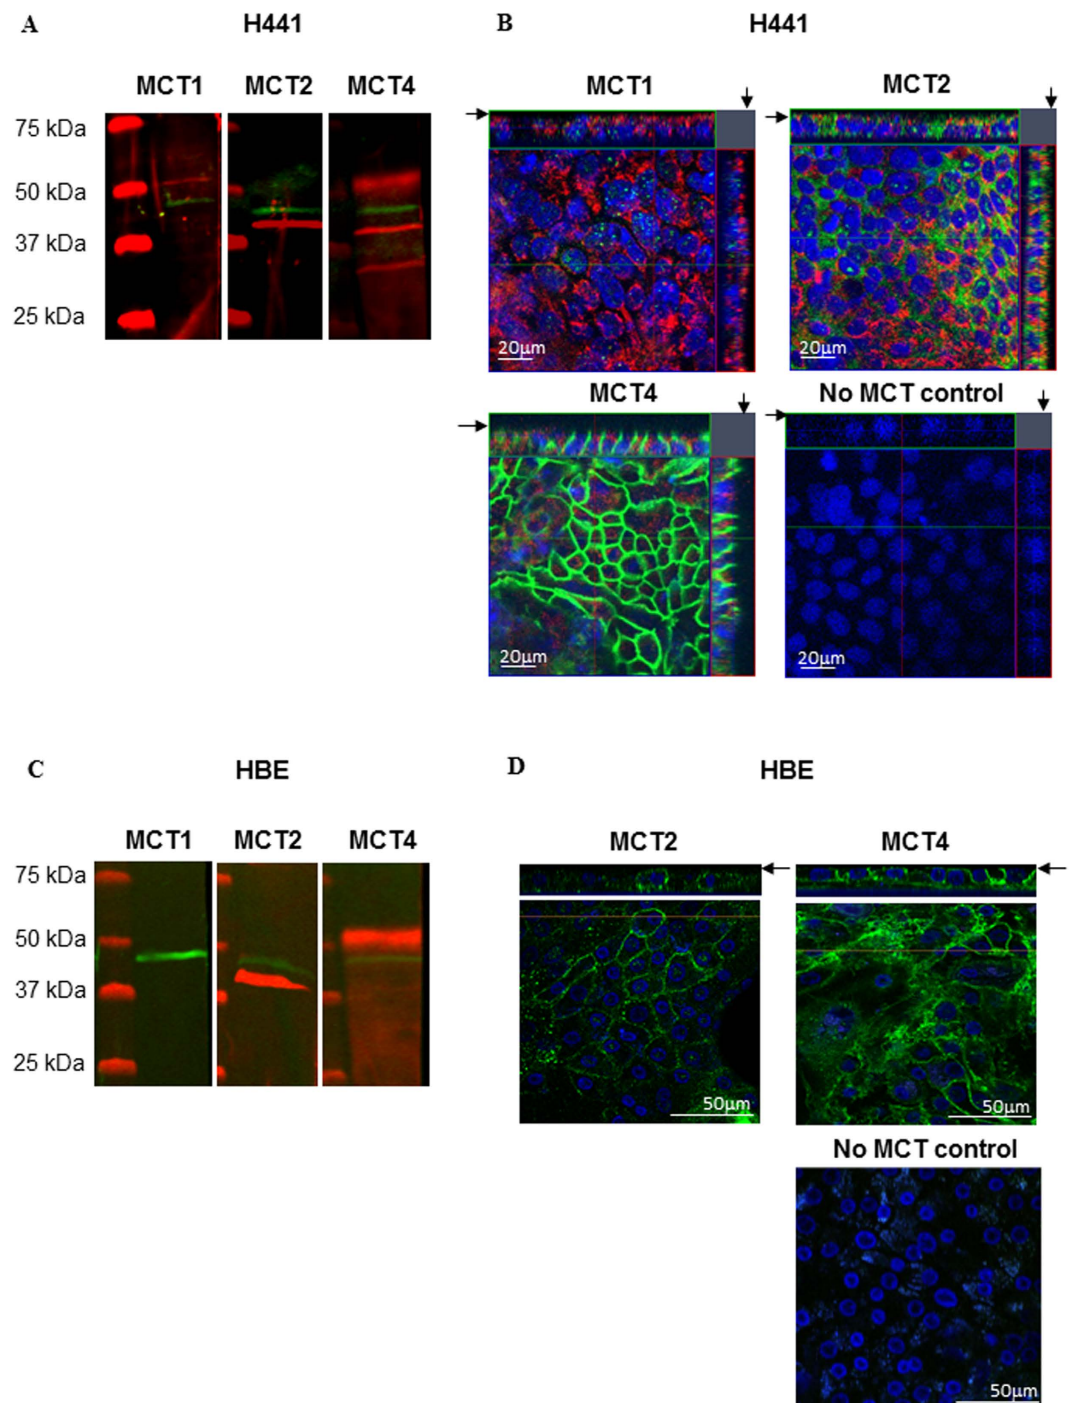 A
H441
MCT1
MCT2
MCT4
75 kDa
50 kDa
37 kDa
25 kDa
B
H441
MCT1
MCT2
20µm
20µm
MCT4
No MCT control
20µm
20µm
C
HBE
MCT1
MCT2
MCT4
75 kDa
50 kDa
37 kDa
25 kDa
D
HBE
MCT2
MCT4
50µm
50µm
No MCT control
50µm